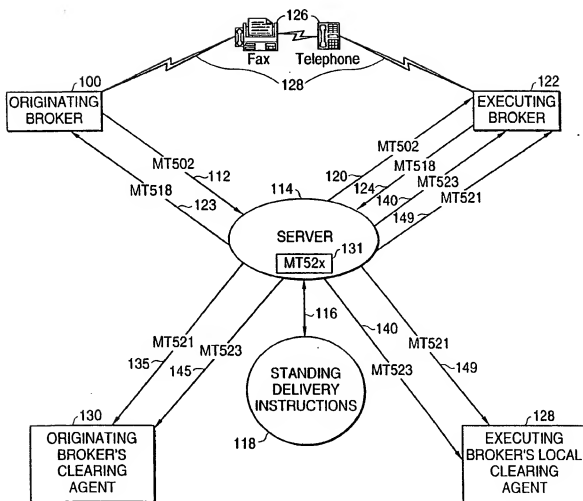 126
Fax
Telephone
128
100
122
ORIGINATING
BROKER
EXECUTING
BROKER
MT502
112
MT518
123
MT502
120
MT518
124
MT523
140
MT521
149
114
SERVER
131
MT52x
116
MT521
135
MT523
145
140
MT523
MT521
149
STANDING
DELIVERY
INSTRUCTIONS
118
130
ORIGINATING
BROKER'S
CLEARING
AGENT
128
EXECUTING
BROKER'S LOCAL
CLEARING
AGENT